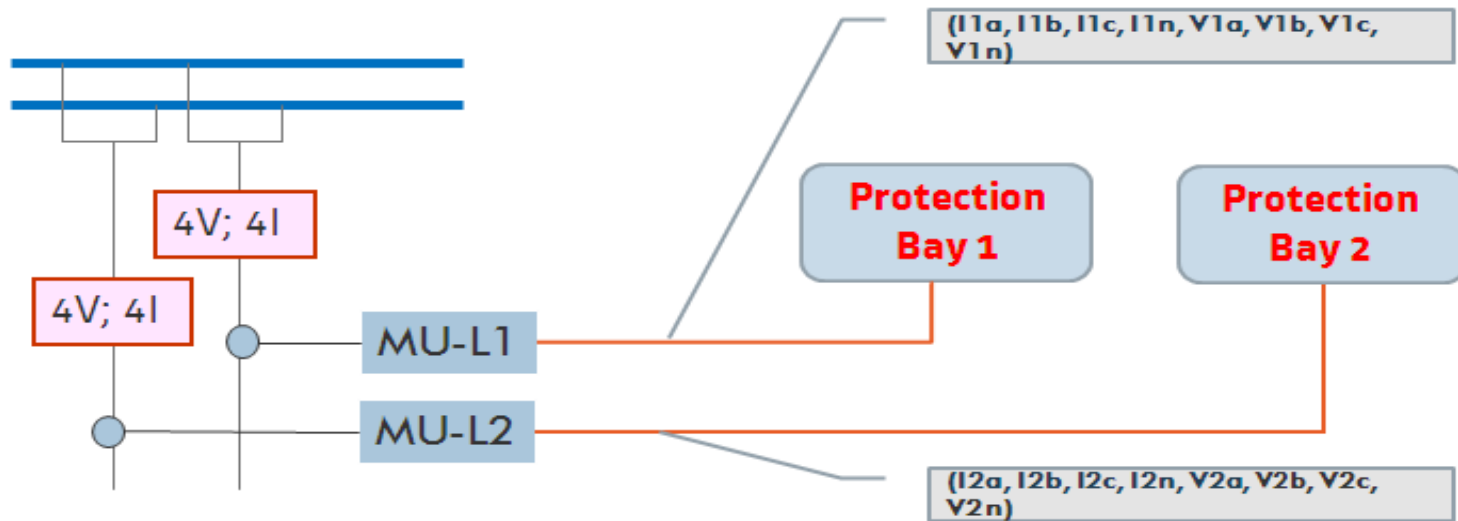 (I1a, I1b, I1c, I1n, V1a, V1b, V1c,
V1n)
Protection
Bay 1
Protection
Bay 2
4V; 4I
4V; 4I
MU-L1
MU-L2
(I2a, I2b, I2c, I2n, V2a, V2b, V2c,
V2n)